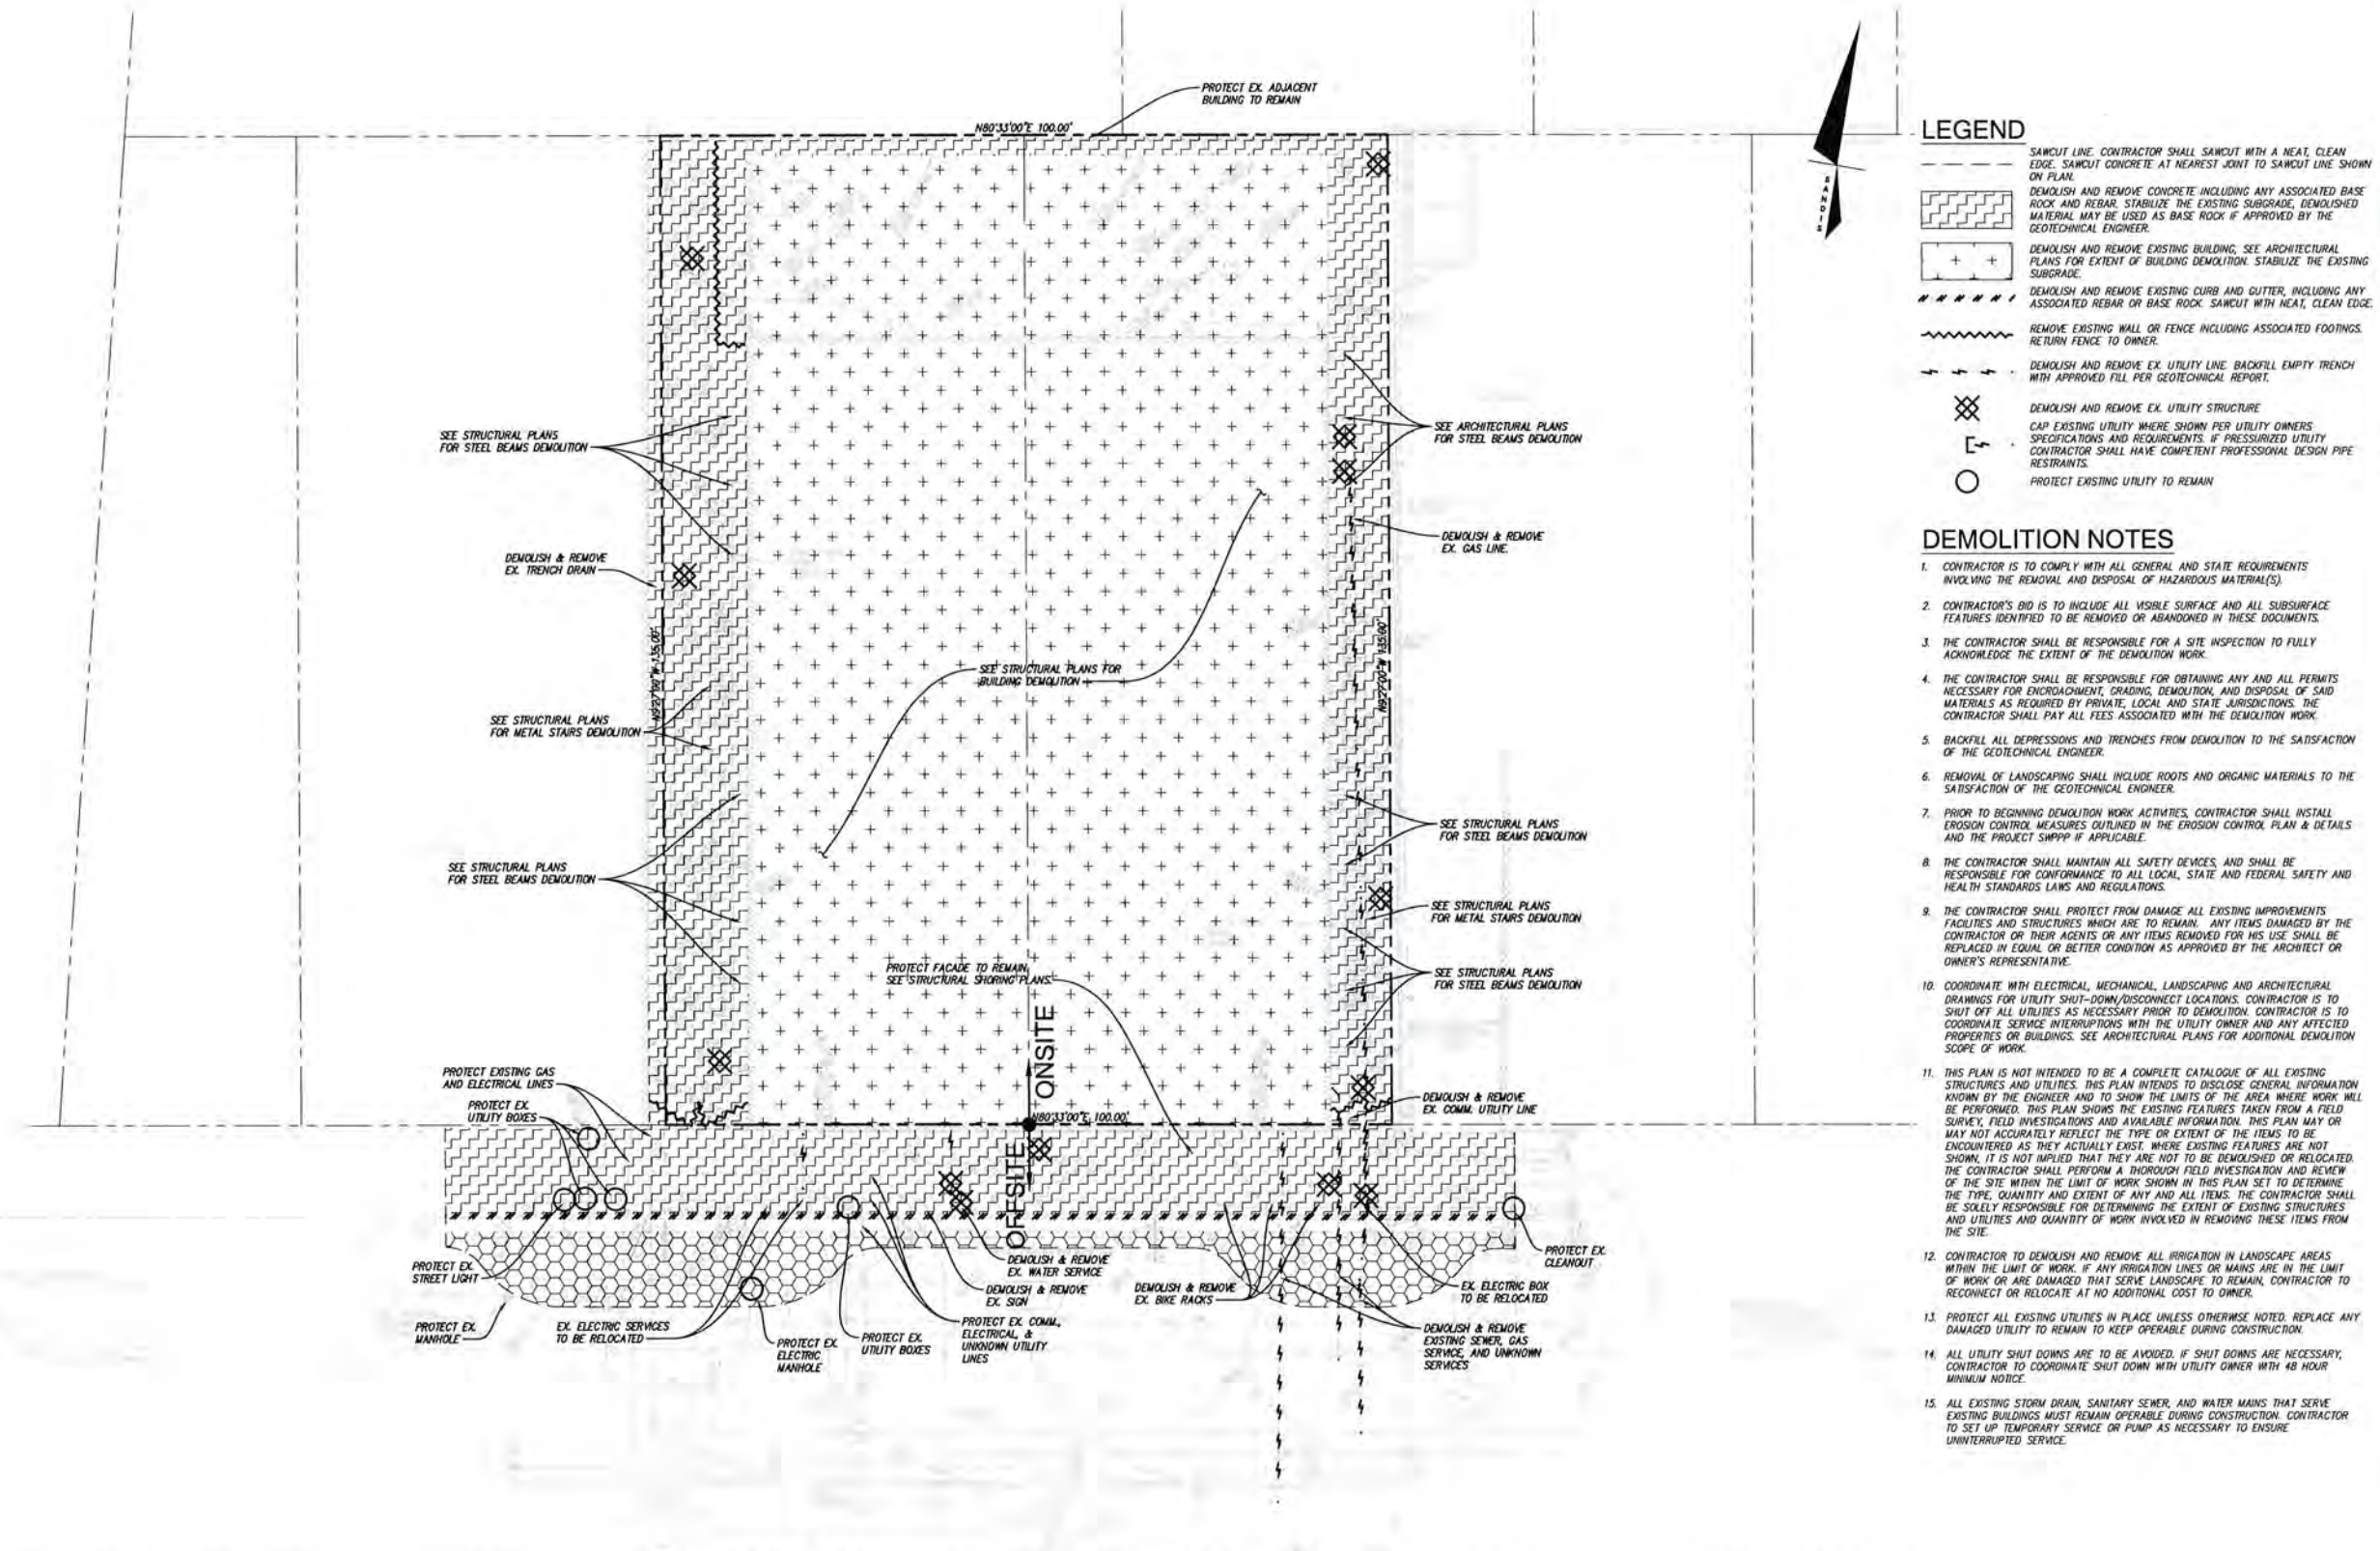 PROTECT EX. ADJACENT
BUILDING TO REMAIN
N80°33'00"E 100.00'
SEE STRUCTURAL PLANS
FOR STEEL BEAMS DEMOLITION
DEMOLISH & REMOVE
EX. TRENCH DRAIN
N9°27'00"W 135.00'
SEE STRUCTURAL PLANS
FOR METAL STAIRS DEMOLITION
SEE STRUCTURAL PLANS
FOR STEEL BEAMS DEMOLITION
SEE STRUCTURAL PLANS FOR
BUILDING DEMOLITION
PROTECT FACADE TO REMAIN,
SEE STRUCTURAL SHORING PLANS.
SEE ARCHITECTURAL PLANS
FOR STEEL BEAMS DEMOLITION
DEMOLISH & REMOVE
EX. GAS LINE.
N9°27'00"W 135.00'
SEE STRUCTURAL PLANS
FOR STEEL BEAMS DEMOLITION
SEE STRUCTURAL PLANS
FOR METAL STAIRS DEMOLITION
SEE STRUCTURAL PLANS
FOR STEEL BEAMS DEMOLITION
DEMOLISH & REMOVE
EX. COMM. UTILITY LINE
ONSITE
N80°33'00"E 100.00'
OFFSITE
PROTECT EXISTING GAS
AND ELECTRICAL LINES
PROTECT EX.
UTILITY BOXES
PROTECT EX.
STREET LIGHT
PROTECT EX.
MANHOLE
EX. ELECTRIC SERVICES
TO BE RELOCATED
PROTECT EX.
ELECTRIC
MANHOLE
PROTECT EX.
UTILITY BOXES
PROTECT EX. COMM.,
ELECTRICAL, &
UNKNOWN UTILITY
LINES
DEMOLISH & REMOVE
EX. SIGN
DEMOLISH & REMOVE
EX. WATER SERVICE
DEMOLISH & REMOVE
EX. BIKE RACKS
DEMOLISH & REMOVE
EXISTING SEWER, GAS
SERVICE, AND UNKNOWN
SERVICES
EX. ELECTRIC BOX
TO BE RELOCATED
PROTECT EX.
CLEANOUT
SANDIS
LEGEND
SAWCUT LINE. CONTRACTOR SHALL SAWCUT WITH A NEAT, CLEAN
EDGE. SAWCUT CONCRETE AT NEAREST JOINT TO SAWCUT LINE SHOWN
ON PLAN.
DEMOLISH AND REMOVE CONCRETE INCLUDING ANY ASSOCIATED BASE
ROCK AND REBAR. STABILIZE THE EXISTING SUBGRADE, DEMOLISHED
MATERIAL MAY BE USED AS BASE ROCK IF APPROVED BY THE
GEOTECHNICAL ENGINEER.
DEMOLISH AND REMOVE EXISTING BUILDING, SEE ARCHITECTURAL
PLANS FOR EXTENT OF BUILDING DEMOLITION. STABILIZE THE EXISTING
SUBGRADE.
DEMOLISH AND REMOVE EXISTING CURB AND GUTTER, INCLUDING ANY
ASSOCIATED REBAR OR BASE ROCK. SAWCUT WITH NEAT, CLEAN EDGE.
REMOVE EXISTING WALL OR FENCE INCLUDING ASSOCIATED FOOTINGS.
RETURN FENCE TO OWNER.
DEMOLISH AND REMOVE EX. UTILITY LINE. BACKFILL EMPTY TRENCH
WITH APPROVED FILL PER GEOTECHNICAL REPORT.
DEMOLISH AND REMOVE EX. UTILITY STRUCTURE
CAP EXISTING UTILITY WHERE SHOWN PER UTILITY OWNERS
SPECIFICATIONS AND REQUIREMENTS. IF PRESSURIZED UTILITY
CONTRACTOR SHALL HAVE COMPETENT PROFESSIONAL DESIGN PIPE
RESTRAINTS.
PROTECT EXISTING UTILITY TO REMAIN
DEMOLITION NOTES
1. CONTRACTOR IS TO COMPLY WITH ALL GENERAL AND STATE REQUIREMENTS
INVOLVING THE REMOVAL AND DISPOSAL OF HAZARDOUS MATERIAL(S).
2. CONTRACTOR'S BID IS TO INCLUDE ALL VISIBLE SURFACE AND ALL SUBSURFACE
FEATURES IDENTIFIED TO BE REMOVED OR ABANDONED IN THESE DOCUMENTS.
3. THE CONTRACTOR SHALL BE RESPONSIBLE FOR A SITE INSPECTION TO FULLY
ACKNOWLEDGE THE EXTENT OF THE DEMOLITION WORK.
4. THE CONTRACTOR SHALL BE RESPONSIBLE FOR OBTAINING ANY AND ALL PERMITS
NECESSARY FOR ENCROACHMENT, GRADING, DEMOLITION, AND DISPOSAL OF SAID
MATERIALS AS REQUIRED BY PRIVATE, LOCAL AND STATE JURISDICTIONS. THE
CONTRACTOR SHALL PAY ALL FEES ASSOCIATED WITH THE DEMOLITION WORK.
5. BACKFILL ALL DEPRESSIONS AND TRENCHES FROM DEMOLITION TO THE SATISFACTION
OF THE GEOTECHNICAL ENGINEER.
6. REMOVAL OF LANDSCAPING SHALL INCLUDE ROOTS AND ORGANIC MATERIALS TO THE
SATISFACTION OF THE GEOTECHNICAL ENGINEER.
7. PRIOR TO BEGINNING DEMOLITION WORK ACTIVITIES, CONTRACTOR SHALL INSTALL
EROSION CONTROL MEASURES OUTLINED IN THE EROSION CONTROL PLAN & DETAILS
AND THE PROJECT SWPPP IF APPLICABLE.
8. THE CONTRACTOR SHALL MAINTAIN ALL SAFETY DEVICES, AND SHALL BE
RESPONSIBLE FOR CONFORMANCE TO ALL LOCAL, STATE AND FEDERAL SAFETY AND
HEALTH STANDARDS LAWS AND REGULATIONS.
9. THE CONTRACTOR SHALL PROTECT FROM DAMAGE ALL EXISTING IMPROVEMENTS
FACILITIES AND STRUCTURES WHICH ARE TO REMAIN. ANY ITEMS DAMAGED BY THE
CONTRACTOR OR THEIR AGENTS OR ANY ITEMS REMOVED FOR HIS USE SHALL BE
REPLACED IN EQUAL OR BETTER CONDITION AS APPROVED BY THE ARCHITECT OR
OWNER'S REPRESENTATIVE.
10. COORDINATE WITH ELECTRICAL, MECHANICAL, LANDSCAPING AND ARCHITECTURAL
DRAWINGS FOR UTILITY SHUT-DOWN/DISCONNECT LOCATIONS. CONTRACTOR IS TO
SHUT OFF ALL UTILITIES AS NECESSARY PRIOR TO DEMOLITION. CONTRACTOR IS TO
COORDINATE SERVICE INTERRUPTIONS WITH THE UTILITY OWNER AND ANY AFFECTED
PROPERTIES OR BUILDINGS. SEE ARCHITECTURAL PLANS FOR ADDITIONAL DEMOLITION
SCOPE OF WORK.
11. THIS PLAN IS NOT INTENDED TO BE A COMPLETE CATALOGUE OF ALL EXISTING
STRUCTURES AND UTILITIES. THIS PLAN INTENDS TO DISCLOSE GENERAL INFORMATION
KNOWN BY THE ENGINEER AND TO SHOW THE LIMITS OF THE AREA WHERE WORK WILL
BE PERFORMED. THIS PLAN SHOWS THE EXISTING FEATURES TAKEN FROM A FIELD
SURVEY, FIELD INVESTIGATIONS AND AVAILABLE INFORMATION. THIS PLAN MAY OR
MAY NOT ACCURATELY REFLECT THE TYPE OR EXTENT OF THE ITEMS TO BE
ENCOUNTERED AS THEY ACTUALLY EXIST. WHERE EXISTING FEATURES ARE NOT
SHOWN, IT IS NOT IMPLIED THAT THEY ARE NOT TO BE DEMOLISHED OR RELOCATED.
THE CONTRACTOR SHALL PERFORM A THOROUGH FIELD INVESTIGATION AND REVIEW
OF THE SITE WITHIN THE LIMIT OF WORK SHOWN IN THIS PLAN SET TO DETERMINE
THE TYPE, QUANTITY AND EXTENT OF ANY AND ALL ITEMS. THE CONTRACTOR SHALL
BE SOLELY RESPONSIBLE FOR DETERMINING THE EXTENT OF EXISTING STRUCTURES
AND UTILITIES AND QUANTITY OF WORK INVOLVED IN REMOVING THESE ITEMS FROM
THE SITE.
12. CONTRACTOR TO DEMOLISH AND REMOVE ALL IRRIGATION IN LANDSCAPE AREAS
WITHIN THE LIMIT OF WORK. IF ANY IRRIGATION LINES OR MAINS ARE IN THE LIMIT
OF WORK OR ARE DAMAGED THAT SERVE LANDSCAPE TO REMAIN, CONTRACTOR TO
RECONNECT OR RELOCATE AT NO ADDITIONAL COST TO OWNER.
13. PROTECT ALL EXISTING UTILITIES IN PLACE UNLESS OTHERWISE NOTED. REPLACE ANY
DAMAGED UTILITY TO REMAIN TO KEEP OPERABLE DURING CONSTRUCTION.
14. ALL UTILITY SHUT DOWNS ARE TO BE AVOIDED. IF SHUT DOWNS ARE NECESSARY,
CONTRACTOR TO COORDINATE SHUT DOWN WITH UTILITY OWNER WITH 48 HOUR
MINIMUM NOTICE.
15. ALL EXISTING STORM DRAIN, SANITARY SEWER, AND WATER MAINS THAT SERVE
EXISTING BUILDINGS MUST REMAIN OPERABLE DURING CONSTRUCTION. CONTRACTOR
TO SET UP TEMPORARY SERVICE OR PUMP AS NECESSARY TO ENSURE
UNINTERRUPTED SERVICE.